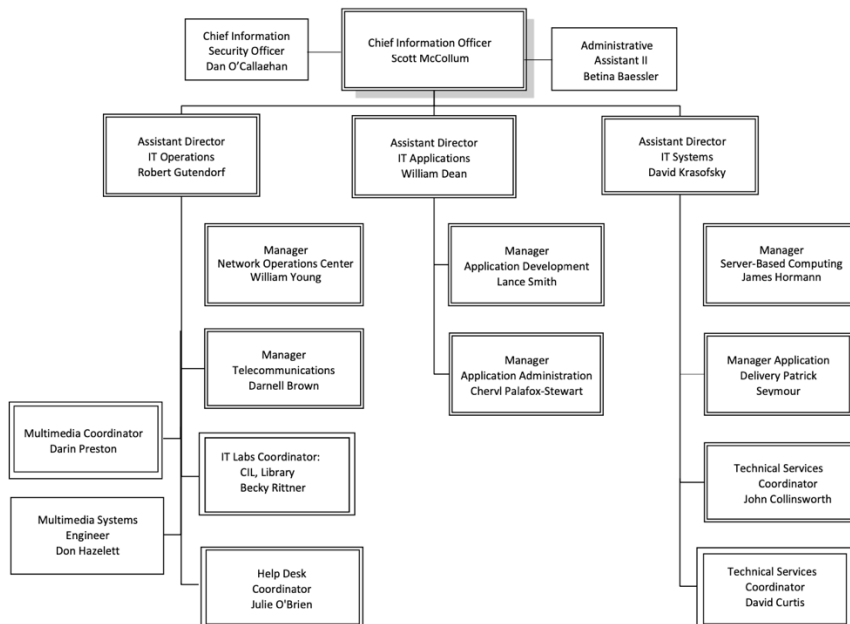 Chief Information
Security Officer
Dan O'Callaghan
Chief Information Officer
Scott McCollum
Administrative
Assistant II
Betina Baessler
Assistant Director
IT Operations
Robert Gutendorf
Assistant Director
IT Applications
William Dean
Assistant Director
IT Systems
David Krasofsky
Manager
Network Operations Center
William Young
Manager
Application Development
Lance Smith
Manager
Server-Based Computing
James Hormann
Manager
Telecommunications
Darnell Brown
Manager
Application Administration
Cheryl Palafox-Stewart
Manager Application
Delivery Patrick
Seymour
Multimedia Coordinator
Darin Preston
IT Labs Coordinator:
CIL, Library
Becky Rittner
Technical Services
Coordinator
John Collinsworth
Multimedia Systems
Engineer
Don Hazelett
Help Desk
Coordinator
Julie O'Brien
Technical Services
Coordinator
David Curtis